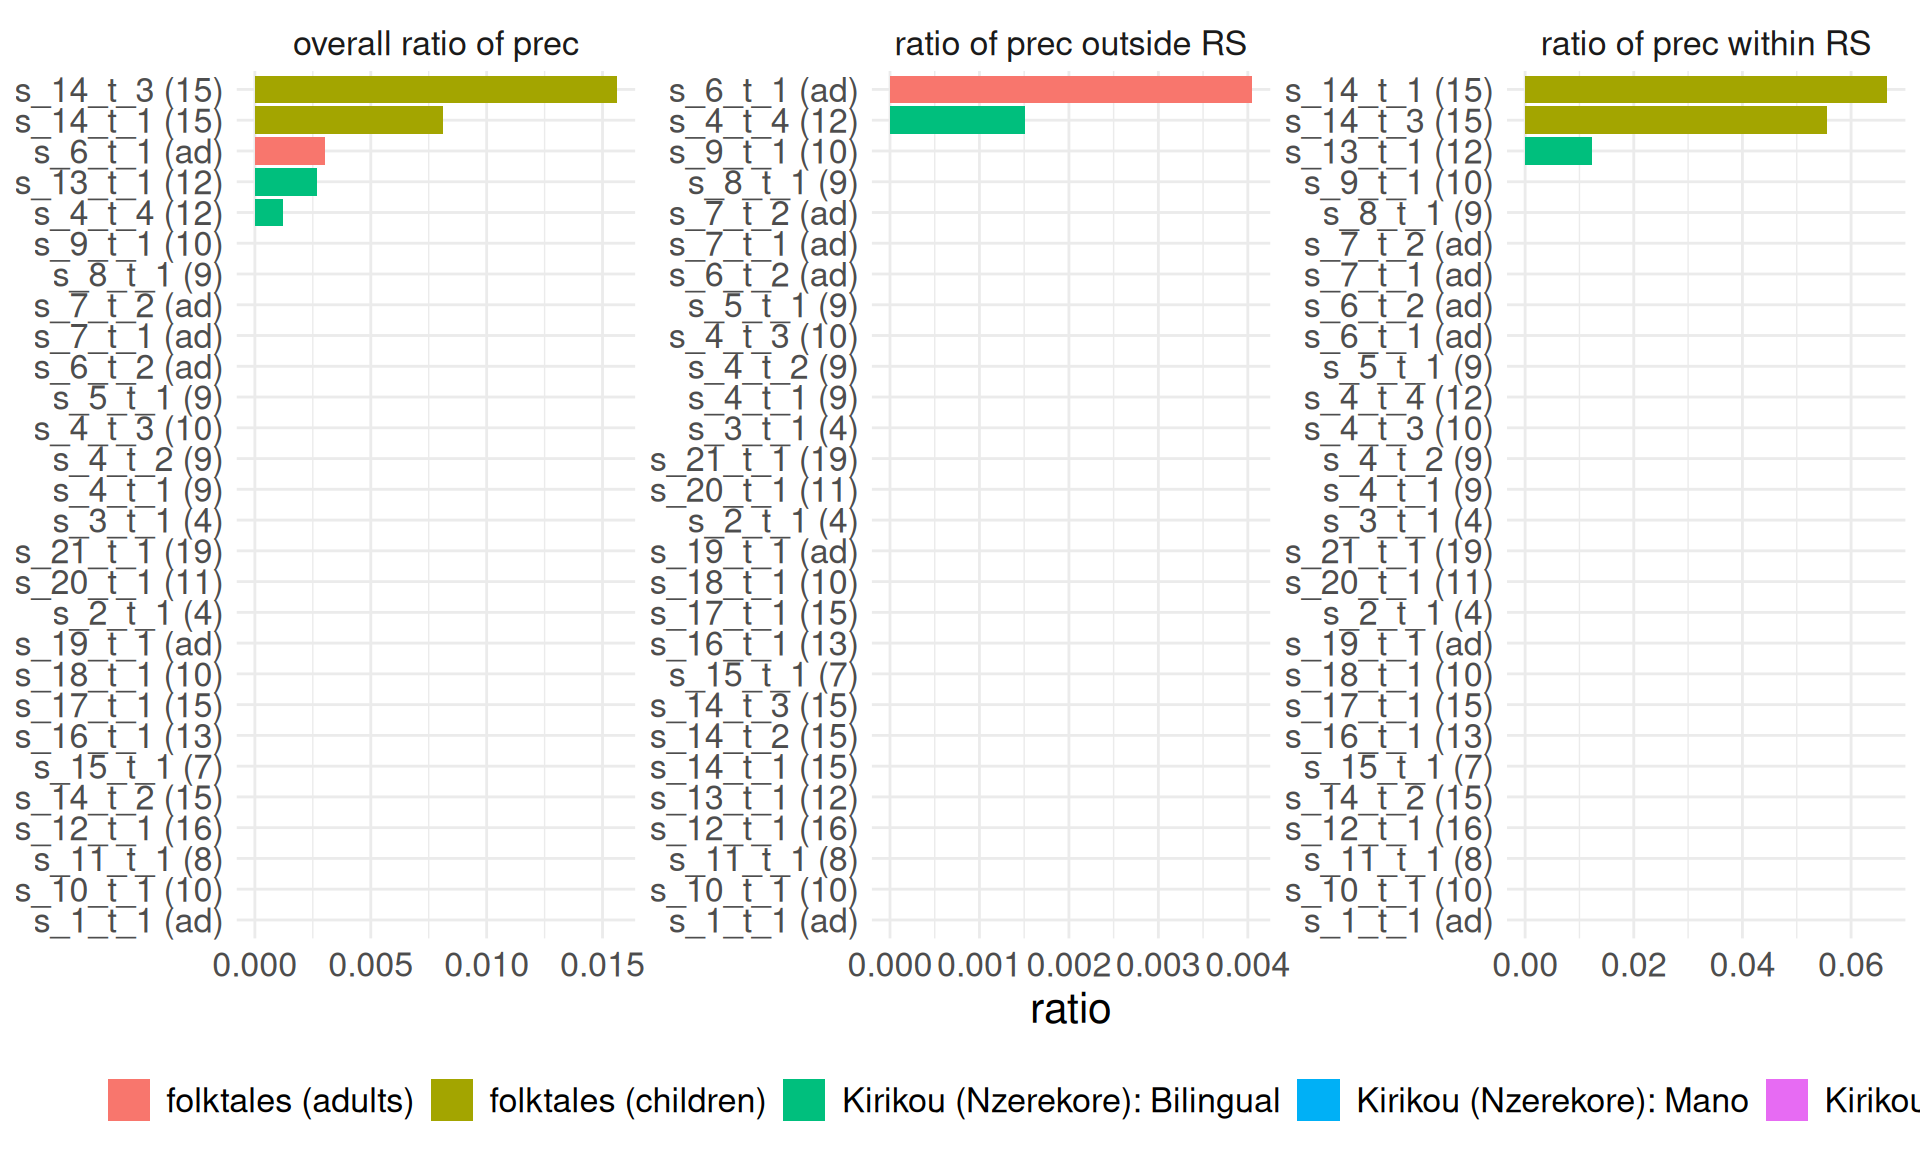 overall ratio of prec
s_14_t_3 (15)
s_14_t_1 (15)
s_6_t_1 (ad)
s_13_t_1 (12)
s_4_t_4 (12)
s_9_t_1 (10)
s_8_t_1 (9)
s_7_t_2 (ad)
s_7_t_1 (ad)
s_6_t_2 (ad)
s_5_t_1 (9)
s_4_t_3 (10)
s_4_t_2 (9)
s_4_t_1 (9)
s_3_t_1 (4)
s_21_t_1 (19)
s_20_t_1 (11)
s_2_t_1 (4)
s_19_t_1 (ad)
s_18_t_1 (10)
s_17_t_1 (15)
s_16_t_1 (13)
s_15_t_1 (7)
s_14_t_2 (15)
s_12_t_1 (16)
s_11_t_1 (8)
s_10_t_1 (10)
s_1_t_1 (ad)
0.000 0.005 0.010 0.015
ratio of prec outside RS
s_6_t_1 (ad)
s_4_t_4 (12)
s_9_t_1 (10)
s_8_t_1 (9)
s_7_t_2 (ad)
s_7_t_1 (ad)
s_6_t_2 (ad)
s_5_t_1 (9)
s_4_t_3 (10)
s_4_t_2 (9)
s_4_t_1 (9)
s_3_t_1 (4)
s_21_t_1 (19)
s_20_t_1 (11)
s_2_t_1 (4)
s_19_t_1 (ad)
s_18_t_1 (10)
s_17_t_1 (15)
s_16_t_1 (13)
s_15_t_1 (7)
s_14_t_3 (15)
s_14_t_2 (15)
s_14_t_1 (15)
s_13_t_1 (12)
s_12_t_1 (16)
s_11_t_1 (8)
s_10_t_1 (10)
s_1_t_1 (ad)
0.000 0.001 0.002 0.003 0.004
ratio of prec within RS
s_14_t_1 (15)
s_14_t_3 (15)
s_13_t_1 (12)
s_9_t_1 (10)
s_8_t_1 (9)
s_7_t_2 (ad)
s_7_t_1 (ad)
s_6_t_2 (ad)
s_6_t_1 (ad)
s_5_t_1 (9)
s_4_t_4 (12)
s_4_t_3 (10)
s_4_t_2 (9)
s_4_t_1 (9)
s_3_t_1 (4)
s_21_t_1 (19)
s_20_t_1 (11)
s_2_t_1 (4)
s_19_t_1 (ad)
s_18_t_1 (10)
s_17_t_1 (15)
s_16_t_1 (13)
s_15_t_1 (7)
s_14_t_2 (15)
s_12_t_1 (16)
s_11_t_1 (8)
s_10_t_1 (10)
s_1_t_1 (ad)
0.00 0.02 0.04 0.06
ratio
folktales (adults) folktales (children) Kirikou (Nzerekore): Bilingual Kirikou (Nzerekore): Mano